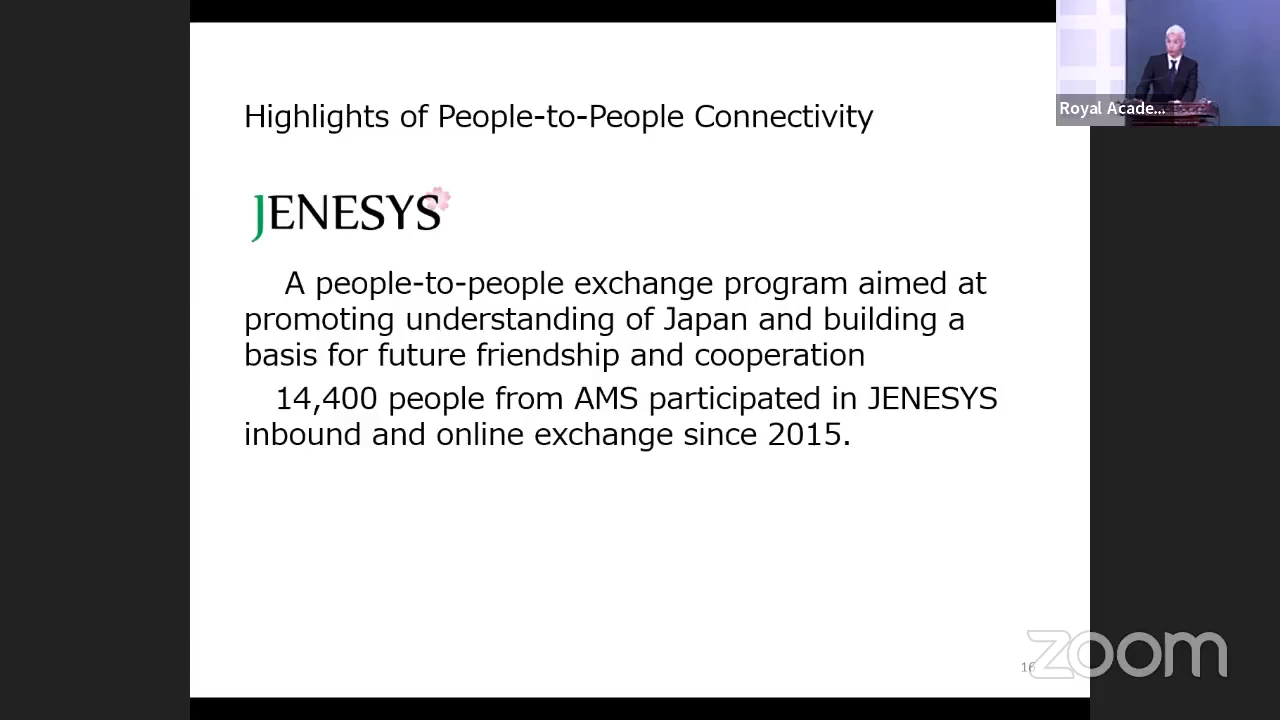 Highlights of People-to-People Connectivity
Royal Acade...
JENESYS
A people-to-people exchange program aimed at
promoting understanding of Japan and building a
basis for future friendship and cooperation
14,400 people from AMS participated in JENESYS
inbound and online exchange since 2015.
16
zoom